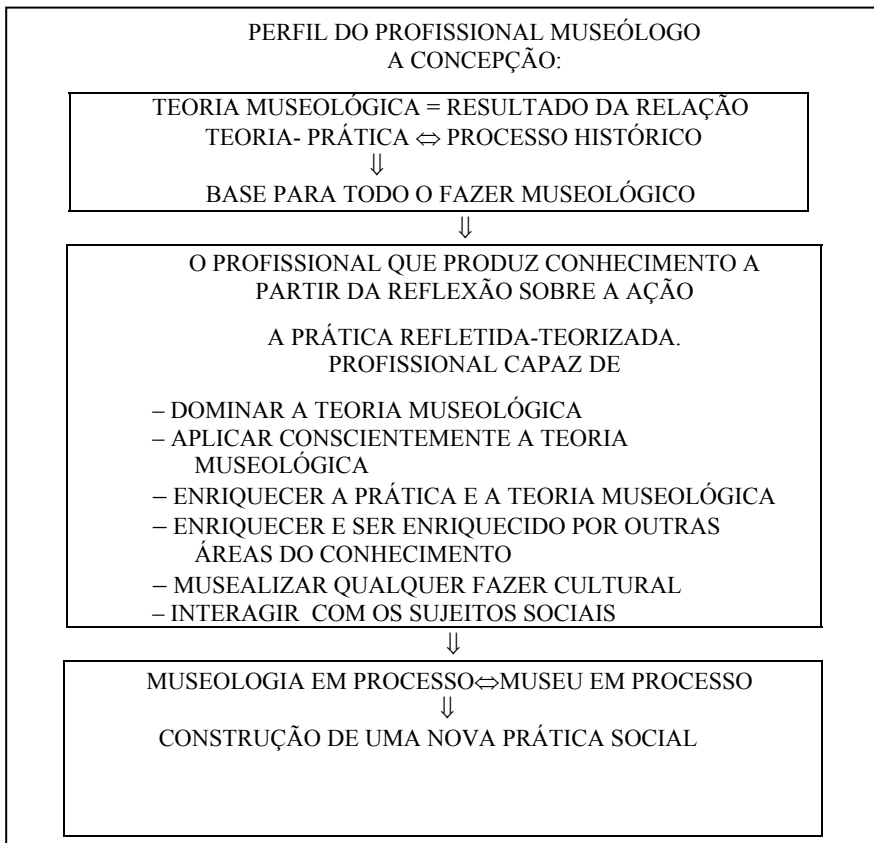 PERFIL DO PROFISSIONAL MUSEÓLOGO
A CONCEPÇÃO:
TEORIA MUSEOLÓGICA = RESULTADO DA RELAÇÃO
TEORIA- PRÁTICA ⇔ PROCESSO HISTÓRICO
⇓
BASE PARA TODO O FAZER MUSEOLÓGICO
⇓
O PROFISSIONAL QUE PRODUZ CONHECIMENTO A
PARTIR DA REFLEXÃO SOBRE A AÇÃO
A PRÁTICA REFLETIDA-TEORIZADA.
PROFISSIONAL CAPAZ DE
– DOMINAR A TEORIA MUSEOLÓGICA
– APLICAR CONSCIENTEMENTE A TEORIA
MUSEOLÓGICA
– ENRIQUECER A PRÁTICA E A TEORIA MUSEOLÓGICA
– ENRIQUECER E SER ENRIQUECIDO POR OUTRAS
ÁREAS DO CONHECIMENTO
– MUSEALIZAR QUALQUER FAZER CULTURAL
– INTERAGIR COM OS SUJEITOS SOCIAIS
⇓
MUSEOLOGIA EM PROCESSO⇔MUSEU EM PROCESSO
⇓
CONSTRUÇÃO DE UMA NOVA PRÁTICA SOCIAL